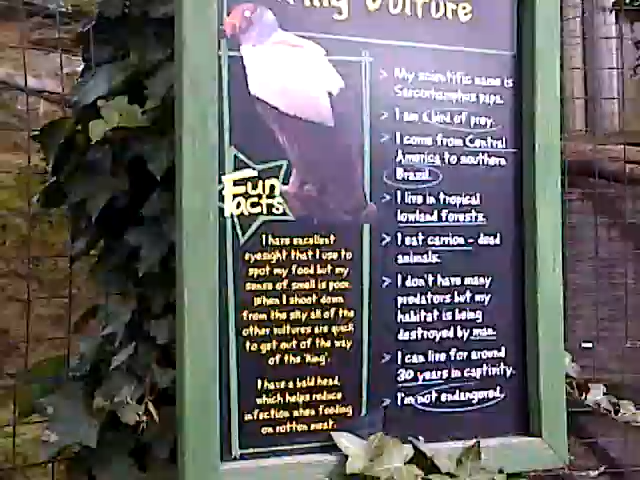 King Vulture
> My scientific name is
Sarcorhamphus papa.
> I am a bird of prey.
> I come from Central
America to southern
Brazil.
> I live in tropical
lowland forests.
> I eat carrion - dead
animals.
> I don't have many
predators but my
habitat is being
destroyed by man.
> I can live for around
30 years in captivity.
> I'm not endangered.
Fun
Facts
I have excellent
eyesight that I use to
spot my food but my
sense of smell is poor.
When I shoot down
from the sky all of the
other vultures are quick
to get out of the way
of the 'King'.
I have a bald head,
which helps reduce
infection when feeding
on rotten meat.